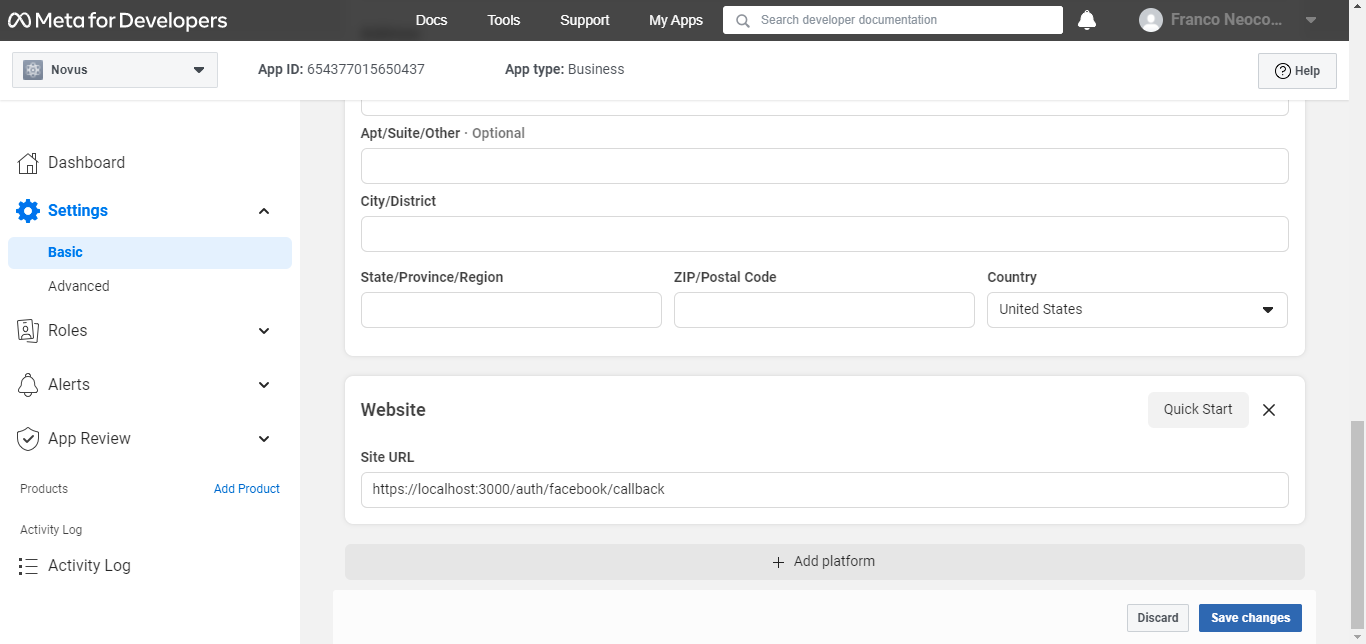 Meta for Developers
Docs
Tools
Support
My Apps
Search developer documentation
Franco Neoco...
Novus
App ID: 654377015650437
App type: Business
Help
Dashboard
Settings
Basic
Advanced
Roles
Alerts
App Review
Products
Add Product
Activity Log
Activity Log
Apt/Suite/Other · Optional
City/District
State/Province/Region
ZIP/Postal Code
Country
United States
Website
Quick Start
Site URL
https://localhost:3000/auth/facebook/callback
Add platform
Discard
Save changes